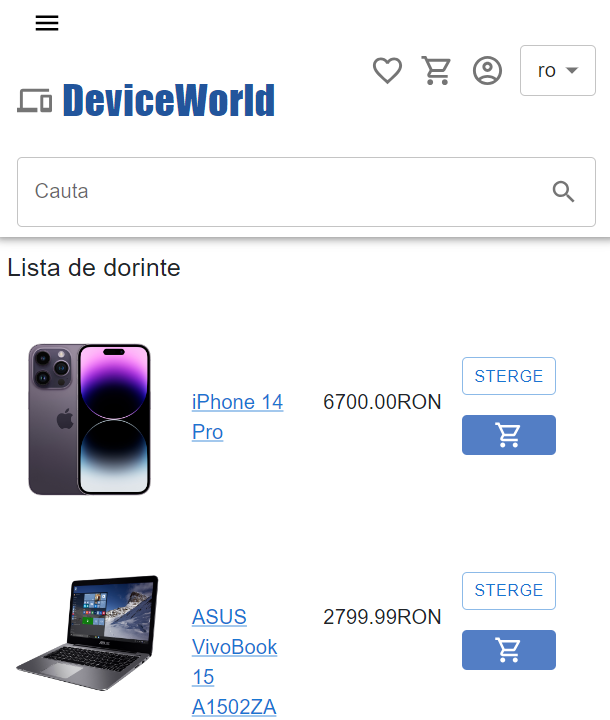 DeviceWorld
ro
Cauta
Lista de dorinte
iPhone 14
Pro
6700.00RON
STERGE
ASUS
VivoBook
15
A1502ZA
2799.99RON
STERGE